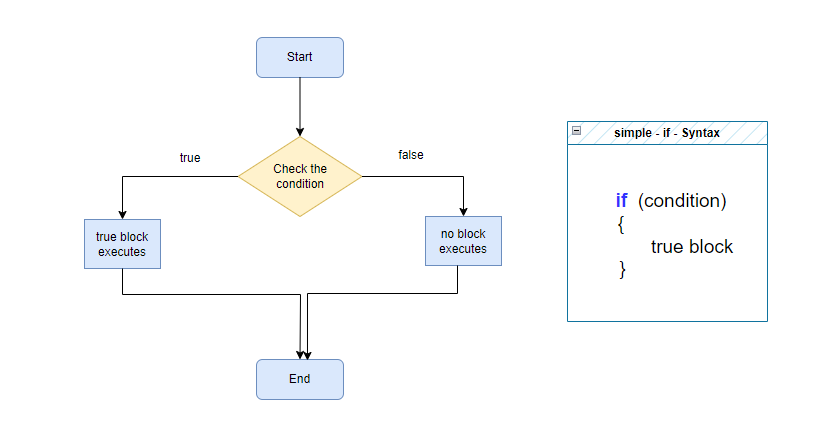 Start
true
false
Check the
condition
true block
executes
no block
executes
End
simple - if - Syntax
if (condition)
{
true block
}